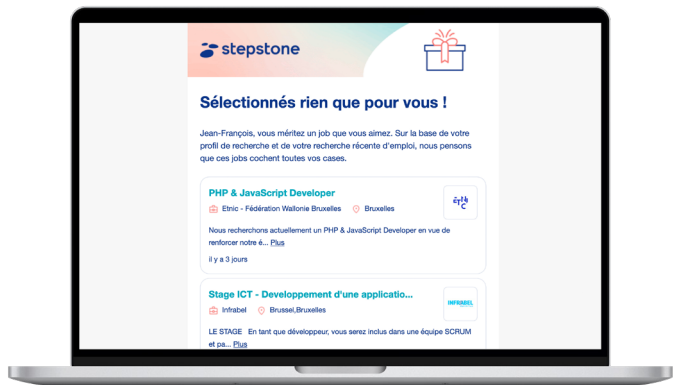 stepstone
Sélectionnés rien que pour vous !
Jean-François, vous méritez un job que vous aimez. Sur la base de votre
profil de recherche et de votre recherche récente d'emploi, nous pensons
que ces jobs cochent toutes vos cases.
PHP & JavaScript Developer
Etnic - Fédération Wallonie Bruxelles Bruxelles
ETNIC
Nous recherchons actuellement un PHP & JavaScript Developer en vue de
renforcer notre é... Plus
il y a 3 jours
Stage ICT - Developpement d'une applicatio...
Infrabel Brussel,Bruxelles
INFRABEL
LE STAGE En tant que développeur, vous serez inclus dans une équipe SCRUM
et pa... Plus